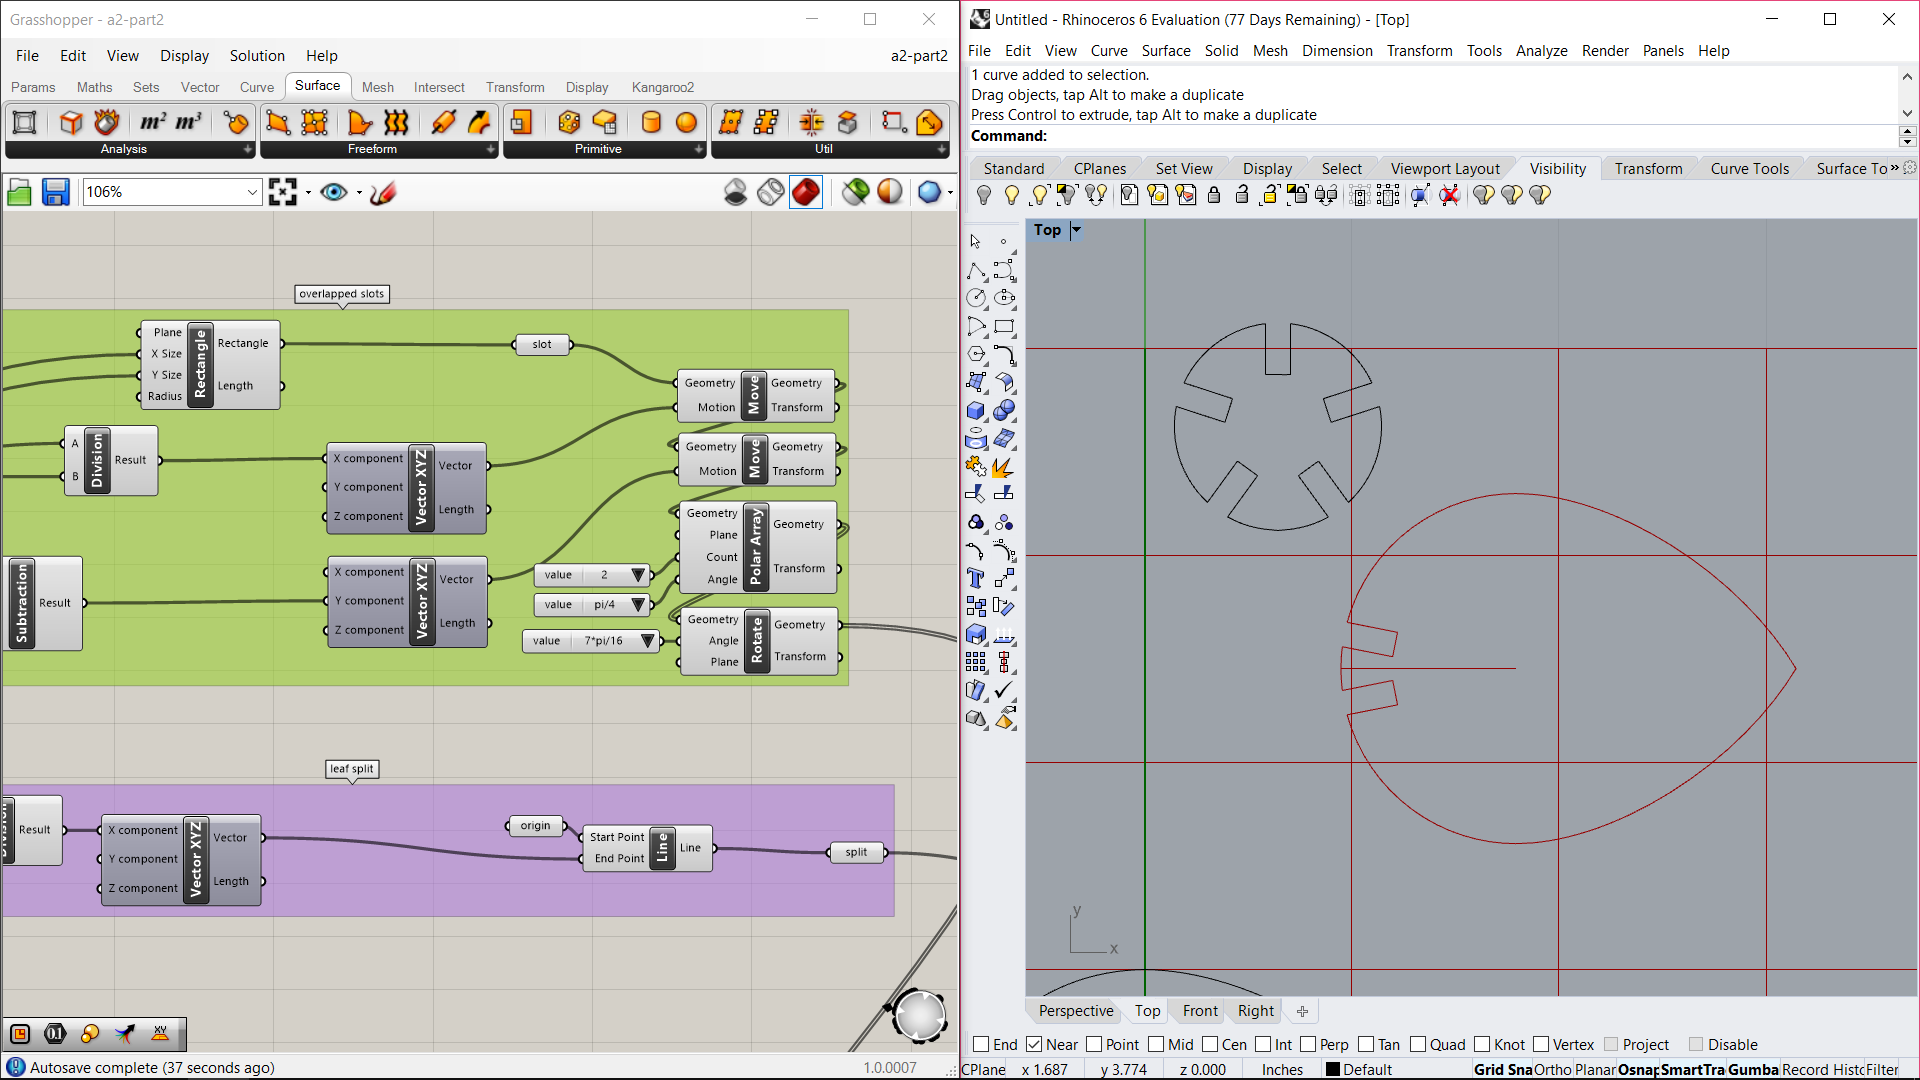 Grasshopper - a2-part2
File Edit View Display Solution Help
a2-part2
Params Maths Sets Vector Curve Surface Mesh Intersect Transform Display Kangaroo2
m² m³
Analysis
Freeform
Primitive
Util
106%
overlapped slots
Plane
X Size
Y Size
Radius
Rectangle
Rectangle
Length
slot
Geometry
Motion
Move
Geometry
Transform
A
B
Division
Result
X component
Y component
Z component
Vector XYZ
Vector
Length
Geometry
Motion
Move
Geometry
Transform
Geometry
Plane
Count
Angle
Polar Array
Geometry
Transform
Subtraction
Result
X component
Y component
Z component
Vector XYZ
Vector
Length
value 2
value pi/4
value 7*pi/16
Geometry
Angle
Plane
Rotate
Geometry
Transform
leaf split
Result
X component
Y component
Z component
Vector XYZ
Vector
Length
origin
Start Point
End Point
Line
Line
split
Autosave complete (37 seconds ago)
1.0.0007
Untitled - Rhinoceros 6 Evaluation (77 Days Remaining) - [Top]
File Edit View Curve Surface Solid Mesh Dimension Transform Tools Analyze Render Panels Help
1 curve added to selection.
Drag objects, tap Alt to make a duplicate
Press Control to extrude, tap Alt to make a duplicate
Command:
Standard CPlanes Set View Display Select Viewport Layout Visibility Transform Curve Tools Surface To
Top
y
x
Perspective Top Front Right
End Near Point Mid Cen Int Perp Tan Quad Knot Vertex Project Disable
CPlane x 1.687 y 3.774 z 0.000 Inches Default Grid Sna Ortho Planar Osnap SmartTra Gumba Record Histo Filter